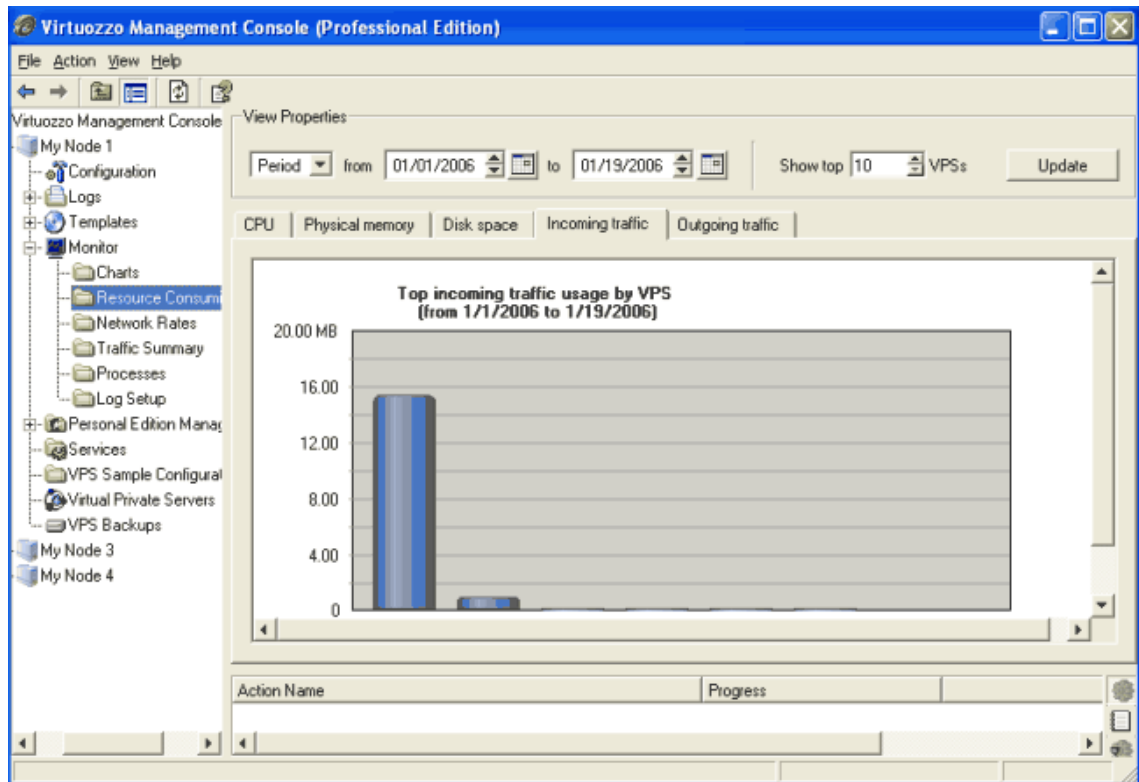 Virtuozzo Management Console (Professional Edition)
File Action View Help
Virtuozzo Management Console
My Node 1
Configuration
Logs
Templates
Monitor
Charts
Resource Consumi
Network Rates
Traffic Summary
Processes
Log Setup
Personal Edition Manag
Services
VPS Sample Configurat
Virtual Private Servers
VPS Backups
My Node 3
My Node 4
View Properties
Period from 01/01/2006 to 01/19/2006 Show top 10 VPSs Update
CPU Physical memory Disk space Incoming traffic Outgoing traffic
Top incoming traffic usage by VPS
(from 1/1/2006 to 1/19/2006)
20.00 MB
16.00
12.00
8.00
4.00
0
Action Name Progress